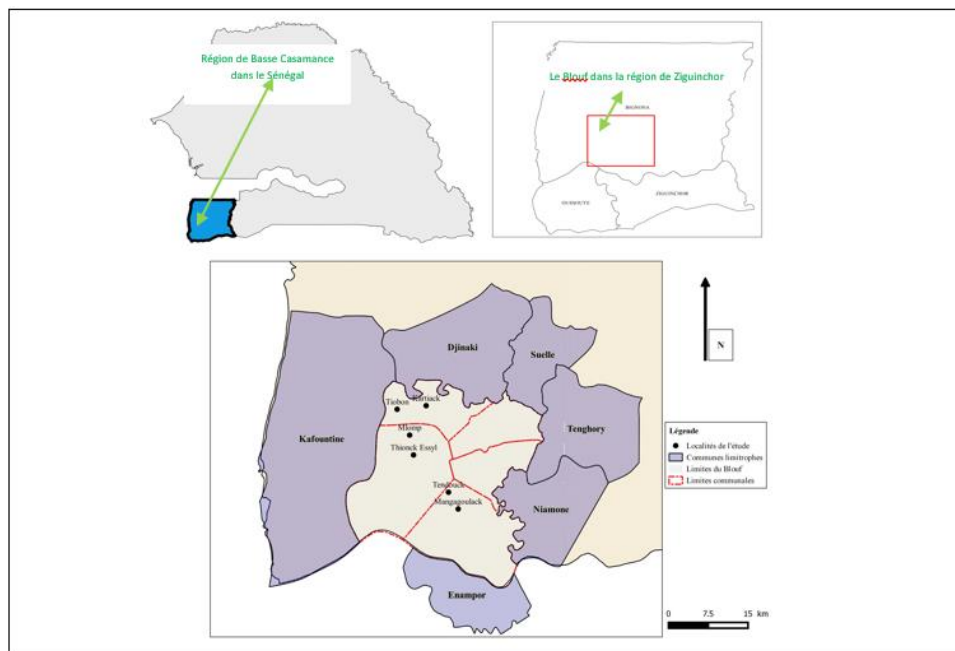 Région de Basse Casamance
dans le Sénégal
Le Blouf dans la région de Ziguinchor
BIGNONA
OUSSOUYE
ZIGUINCHOR
Djinaki
Suelle
Kartiack
Tiobon
Kafountine
Mlomp
Tenghory
Thionck Essyl
Tendouck
Mangagoulack
Niamone
Enampor
N
Légende
Localités de l'étude
Communes limitrophes
Limites du Blouf
Limites communales
0 7.5 15 km